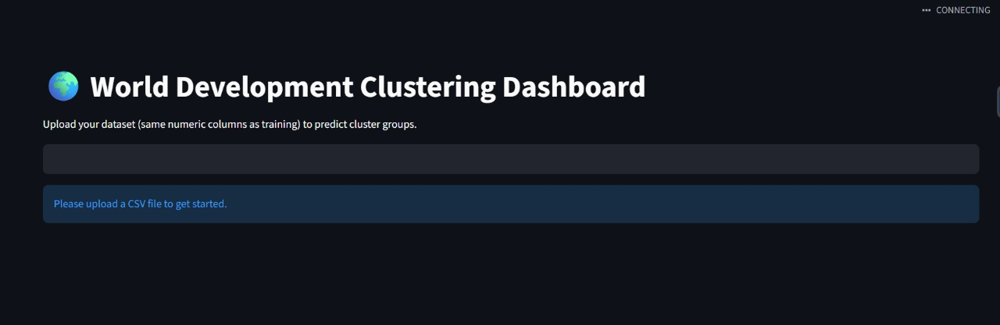 CONNECTING
World Development Clustering Dashboard
Upload your dataset (same numeric columns as training) to predict cluster groups.
Please upload a CSV file to get started.